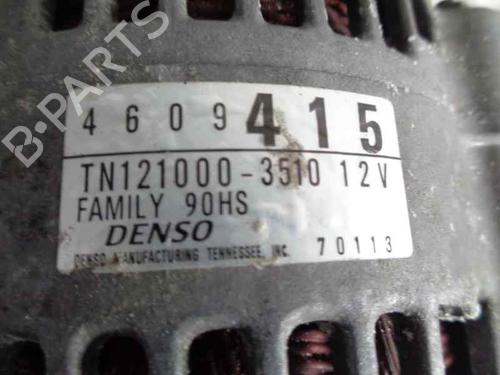 B-PARTS
4609415
TN121000-3510 12V
FAMILY 90HS
DENSO
DENSO MANUFACTURING TENNESSEE, INC. 70113